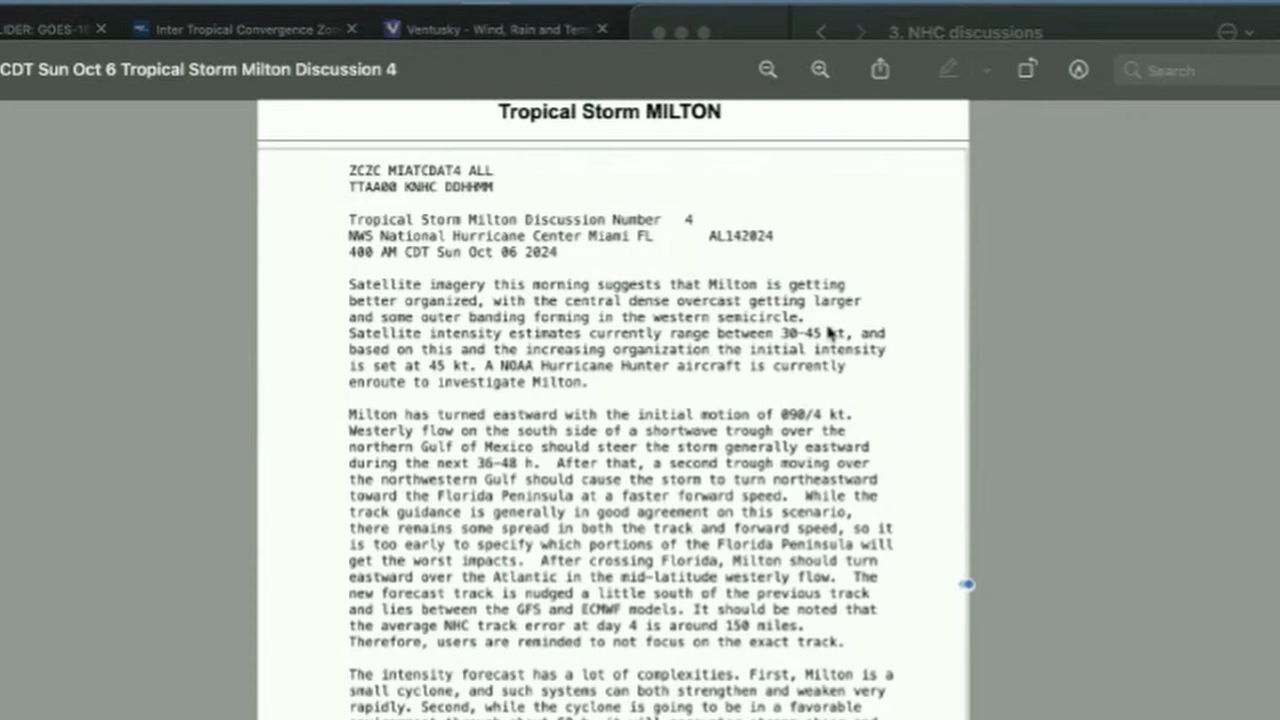 LIDER: GOES-1
Inter Tropical Convergence Zo
Ventusky - Wind, Rain and Te
3. NHC discussions
CDT Sun Oct 6 Tropical Storm Milton Discussion 4
Search
Tropical Storm MILTON
ZCZC MIATCDAT4 ALL
TTAA00 KNHC DDHHMM
Tropical Storm Milton Discussion Number 4
NWS National Hurricane Center Miami FL AL142024
400 AM CDT Sun Oct 06 2024
Satellite imagery this morning suggests that Milton is getting
better organized, with the central dense overcast getting larger
and some outer banding forming in the western semicircle.
Satellite intensity estimates currently range between 30-45 kt, and
based on this and the increasing organization the initial intensity
is set at 45 kt. A NOAA Hurricane Hunter aircraft is currently
enroute to investigate Milton.
Milton has turned eastward with the initial motion of 090/4 kt.
Westerly flow on the south side of a shortwave trough over the
northern Gulf of Mexico should steer the storm generally eastward
during the next 36-48 h. After that, a second trough moving over
the northwestern Gulf should cause the storm to turn northeastward
toward the Florida Peninsula at a faster forward speed. While the
track guidance is generally in good agreement on this scenario,
there remains some spread in both the track and forward speed, so it
is too early to specify which portions of the Florida Peninsula will
get the worst impacts. After crossing Florida, Milton should turn
eastward over the Atlantic in the mid-latitude westerly flow. The
new forecast track is nudged a little south of the previous track
and lies between the GFS and ECMWF models. It should be noted that
the average NHC track error at day 4 is around 150 miles.
Therefore, users are reminded to not focus on the exact track.
The intensity forecast has a lot of complexities. First, Milton is a
small cyclone, and such systems can both strengthen and weaken very
rapidly. Second, while the cyclone is going to be in a favorable